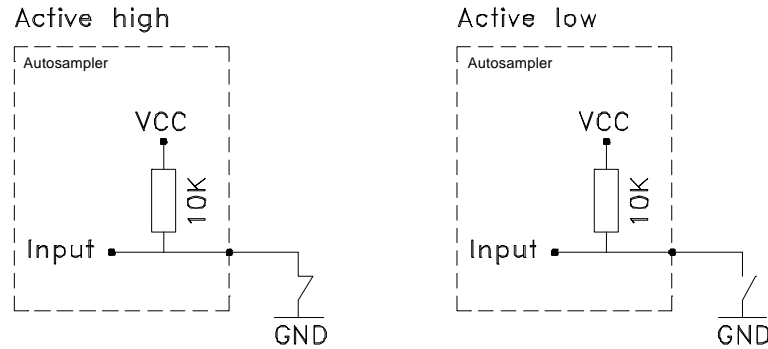 Active high
Autosampler
VCC
10K
Input
GND
Active low
Autosampler
VCC
10K
Input
GND